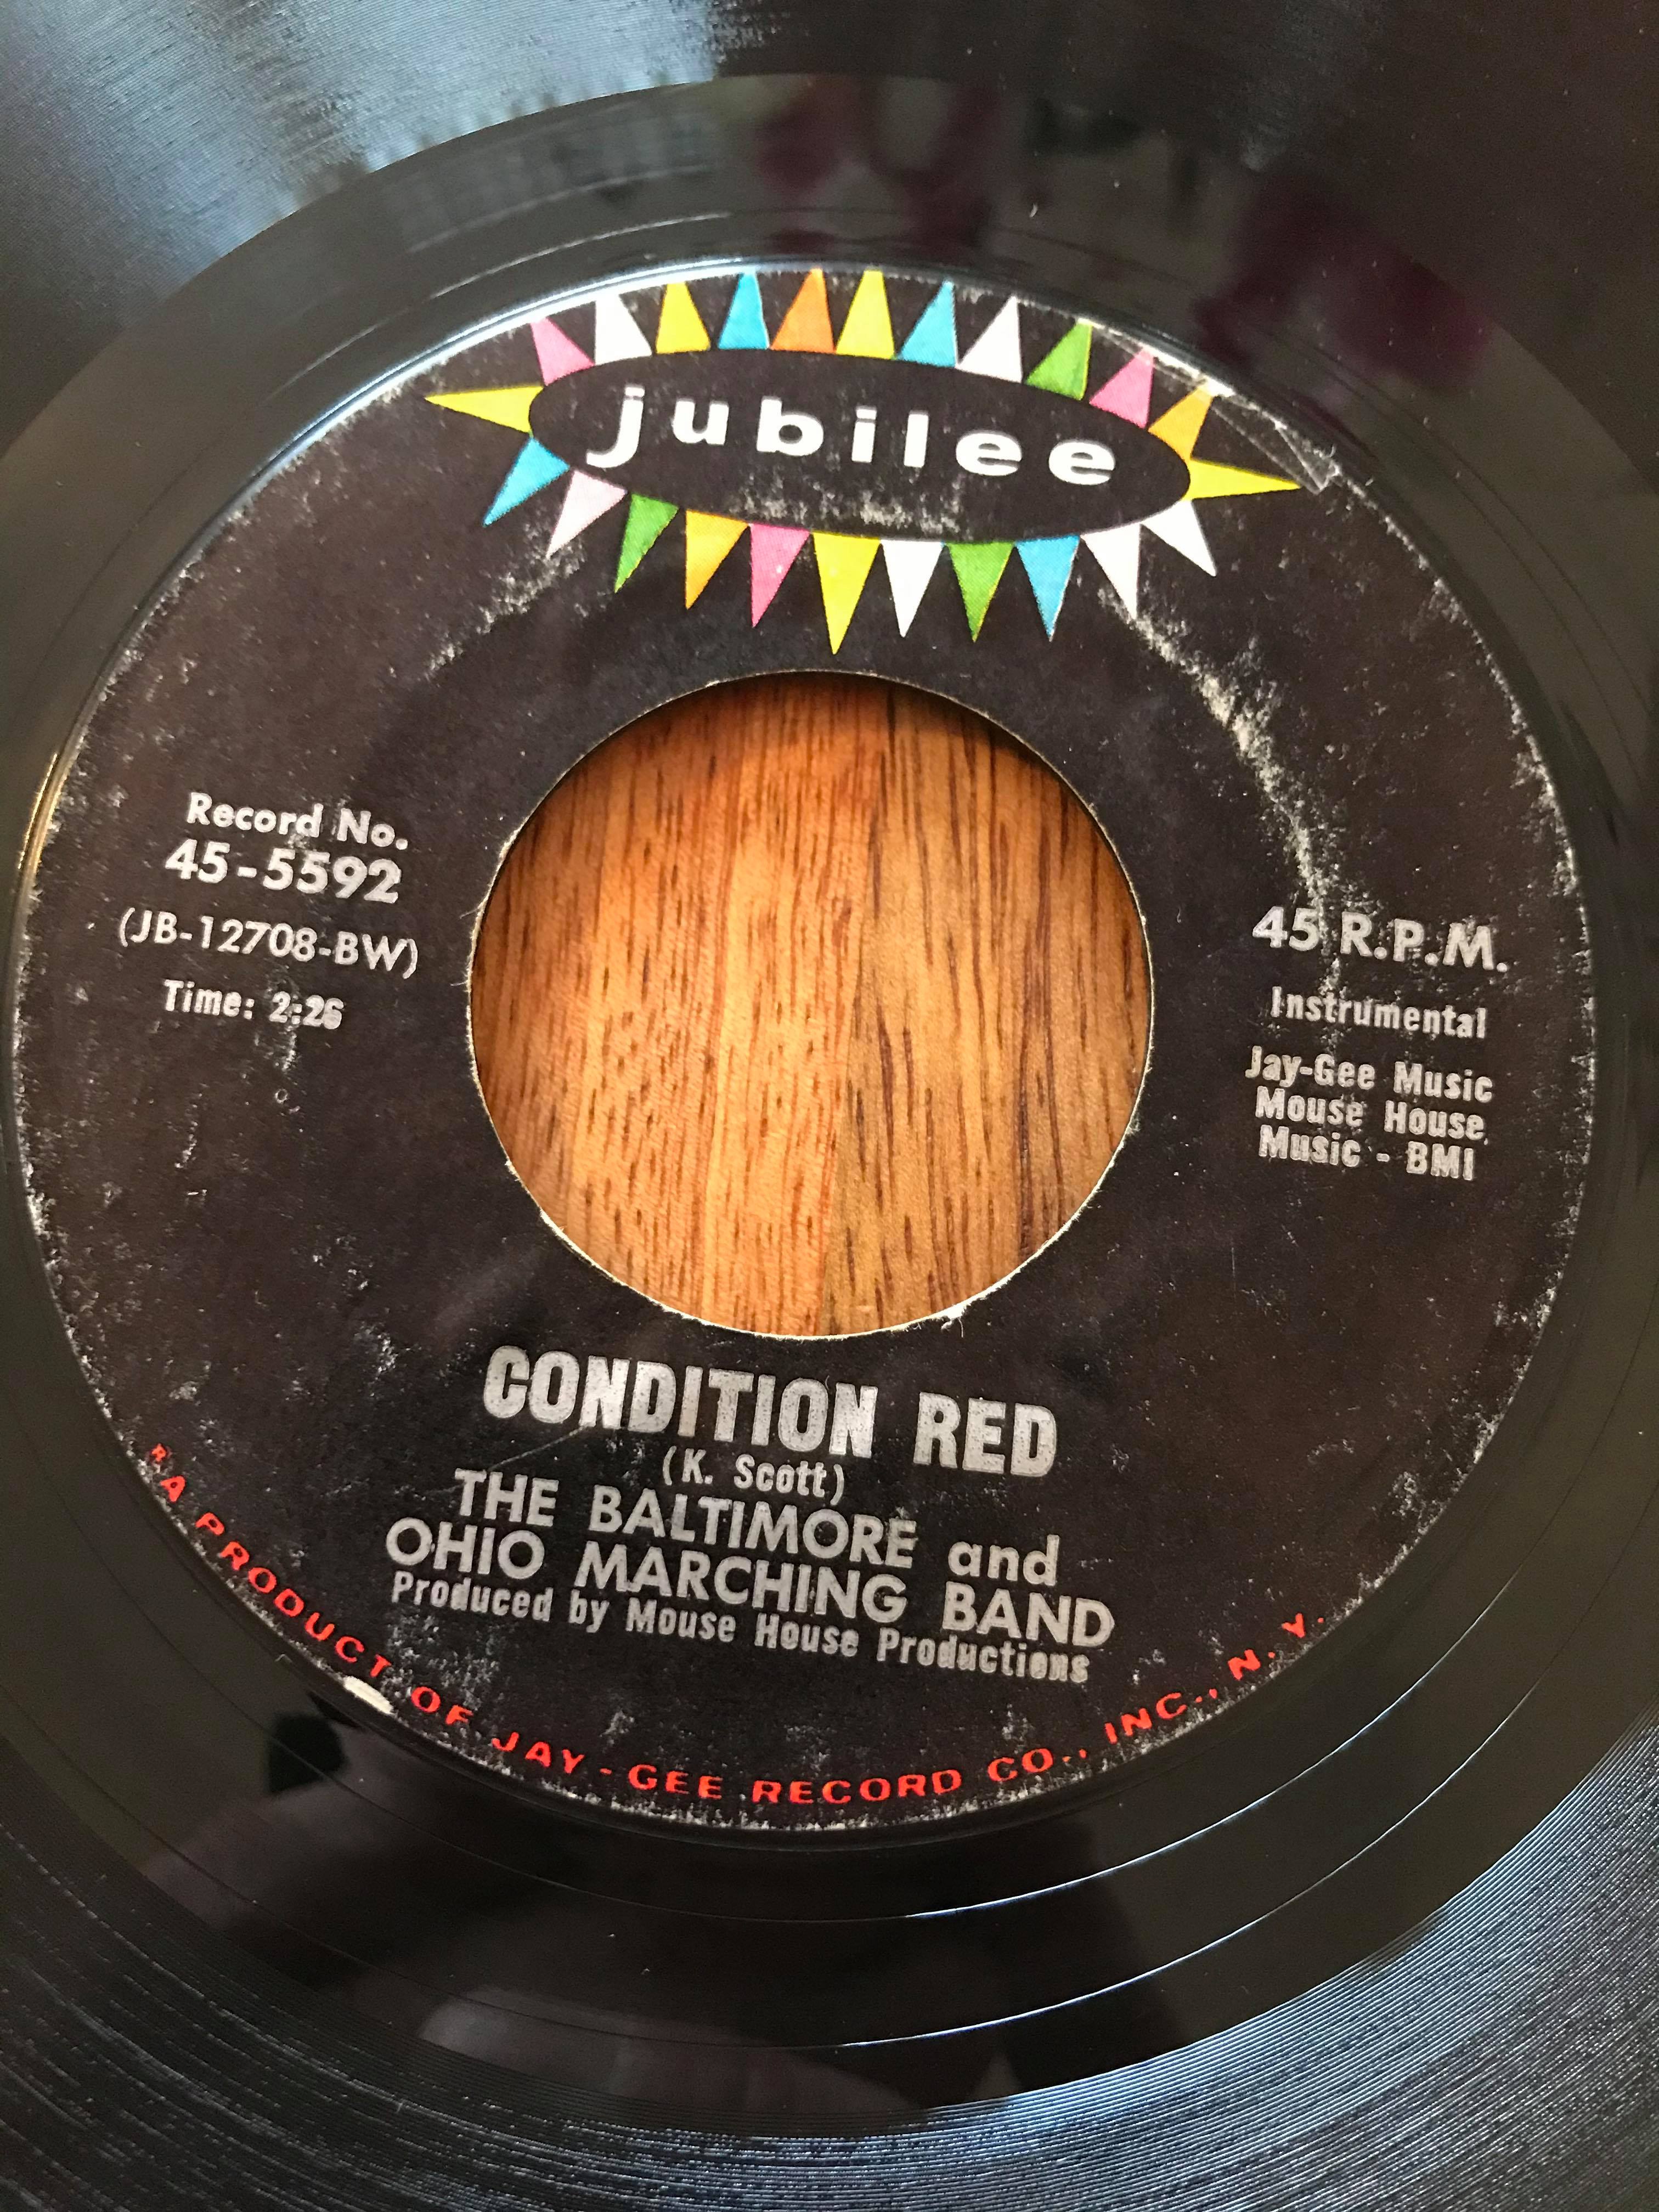 jubilee
Record No.
45-5592
(JB-12708-BW)
Time: 2:26
45 R.P.M.
Instrumental
Jay-Gee Music
Mouse House
Music - BMI
CONDITION RED
(K. Scott)
THE BALTIMORE and
OHIO MARCHING BAND
Produced by Mouse House Productions
R A PRODUCT OF JAY-GEE RECORD CO., INC., N. Y.